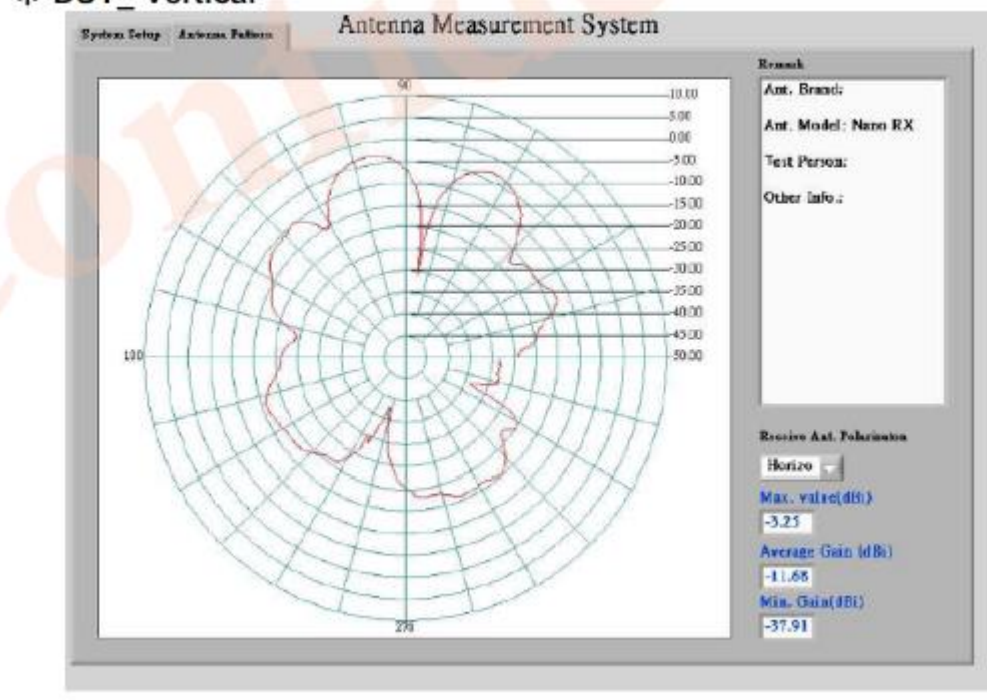 DUT_ Vertical
Antenna Measurement System
System Setup Antenna Pattern
90
10.00
5.00
0.00
-5.00
-10.00
-15.00
-20.00
-25.00
-30.00
-35.00
-40.00
-45.00
-50.00
180
270
Remark
Ant. Brand:
Ant. Model: Nano RX
Test Person:
Other Info.:
Receive Ant. Polarization
Horizo
Max. value(dBi)
-3.25
Average Gain (dBi)
-11.68
Min. Gain(dBi)
-37.91